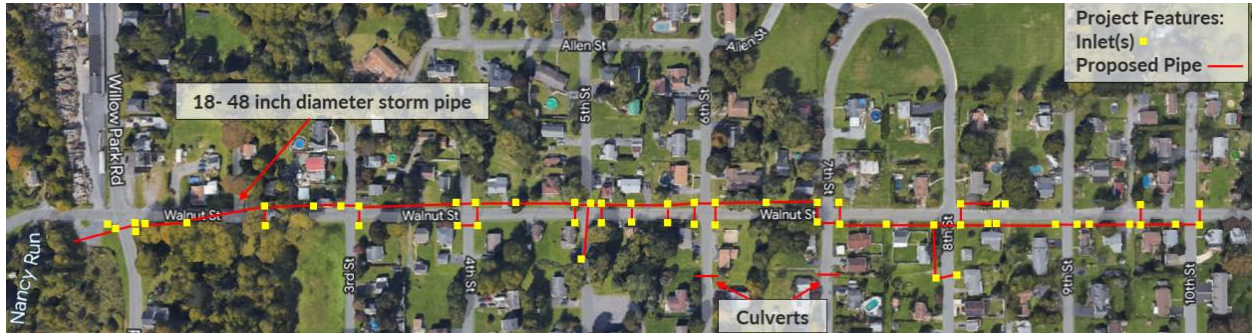 Project Features:
Inlet(s)
Proposed Pipe
Allen St
Allen St
Willow Park Rd
18- 48 inch diameter storm pipe
5th St
6th St
7th St
Walnut St
Walnut St
Walnut St
Nancy Run
3rd St
4th St
8th St
9th St
10th St
Culverts